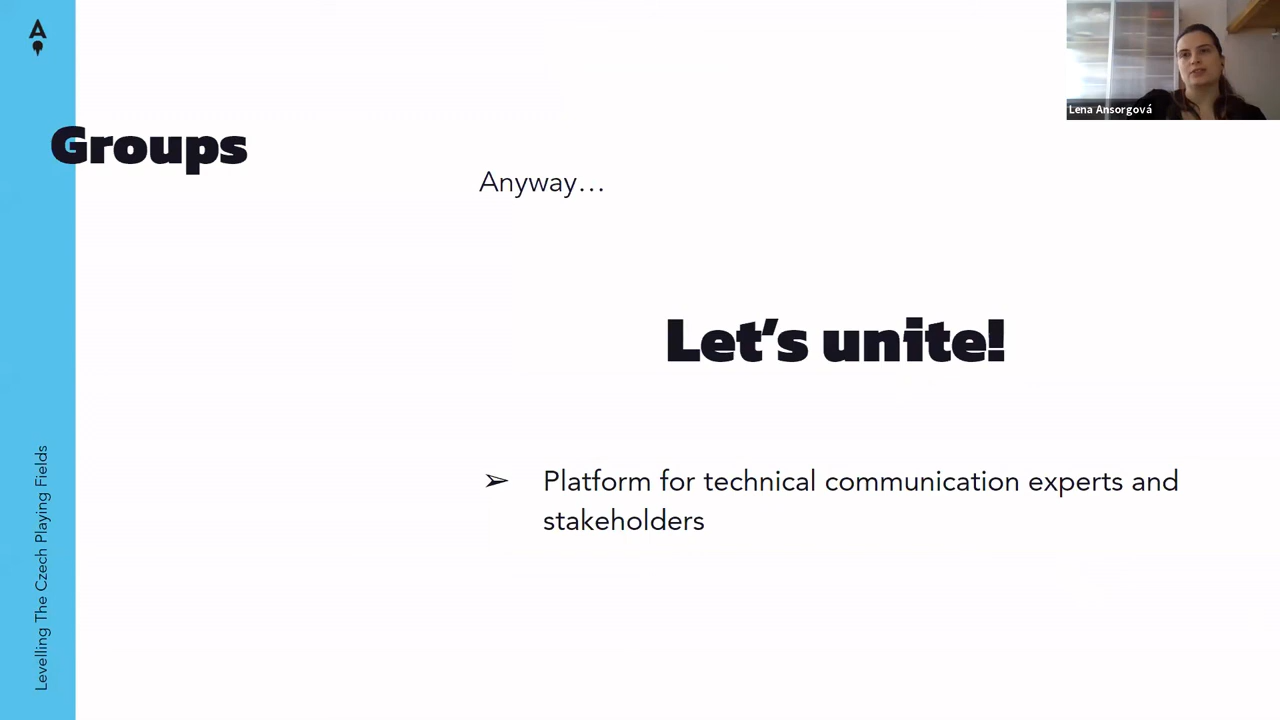 Groups
Lena Ansorgová
Anyway…
Let's unite!
➢ Platform for technical communication experts and
stakeholders
Levelling The Czech Playing Fields